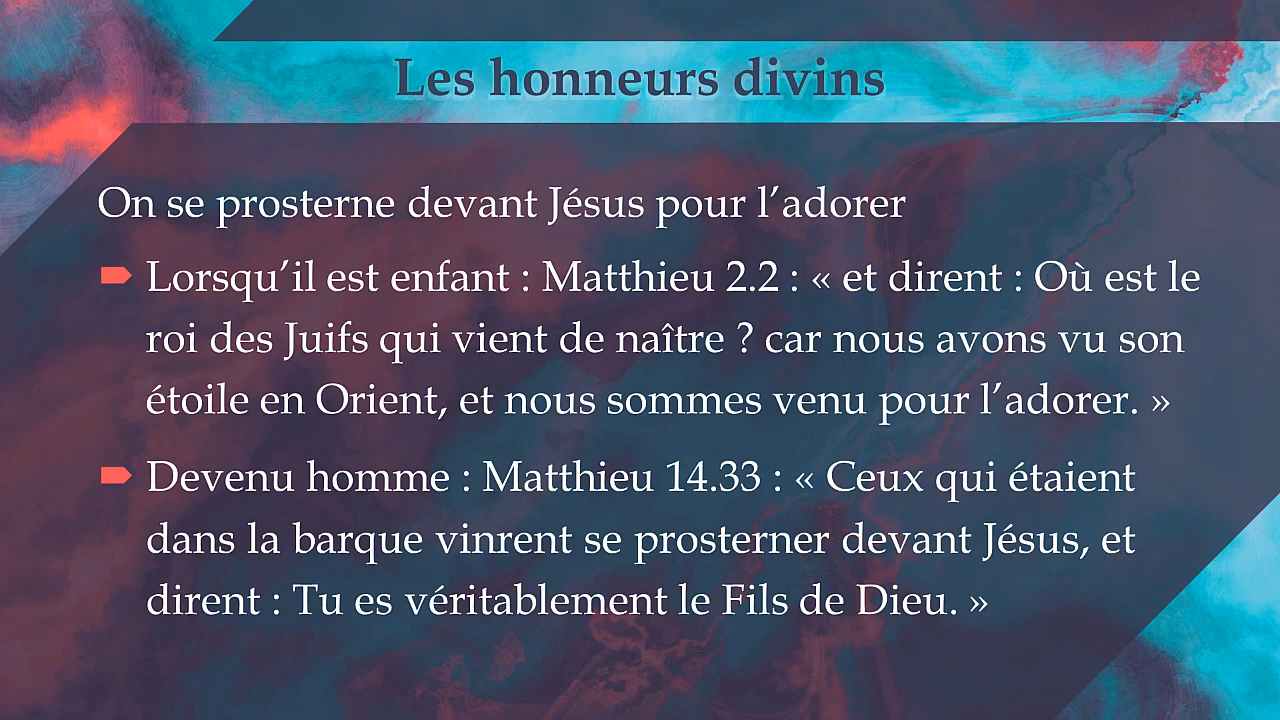 Les honneurs divins
On se prosterne devant Jésus pour l’adorer
Lorsqu’il est enfant : Matthieu 2.2 : « et dirent : Où est le
roi des Juifs qui vient de naître ? car nous avons vu son
étoile en Orient, et nous sommes venu pour l’adorer. »
Devenu homme : Matthieu 14.33 : « Ceux qui étaient
dans la barque vinrent se prosterner devant Jésus, et
dirent : Tu es véritablement le Fils de Dieu. »